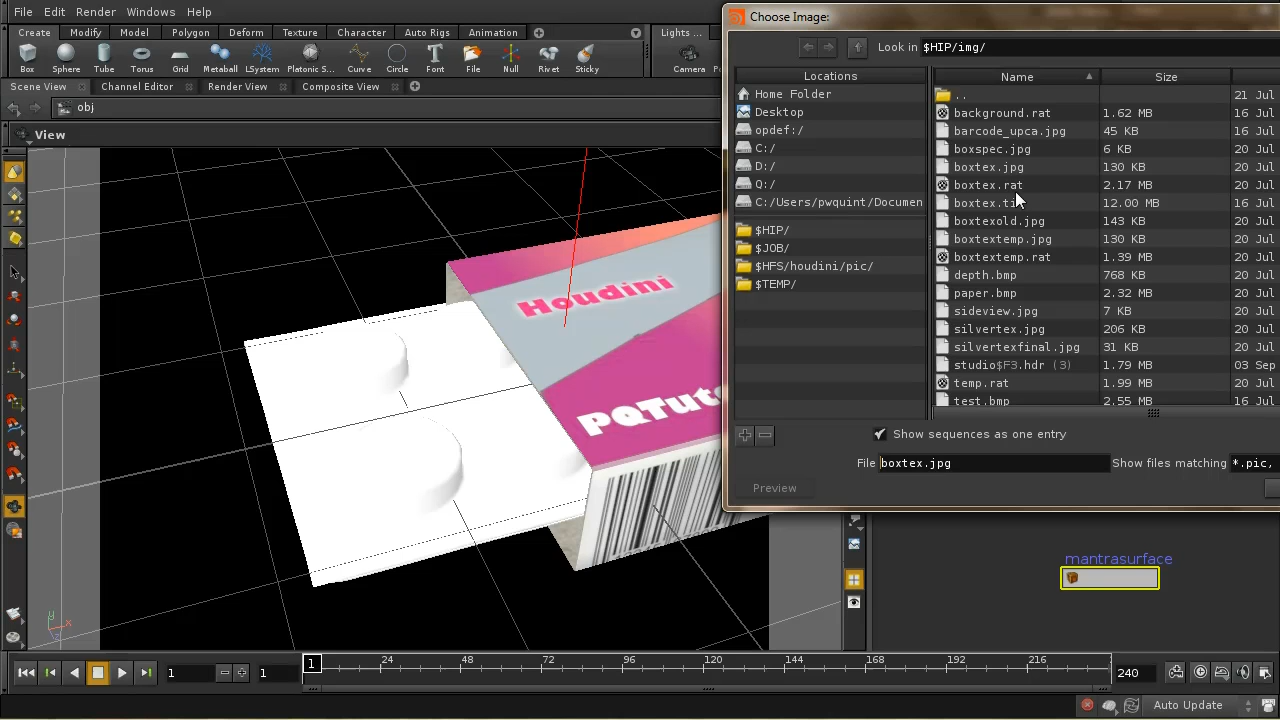 File Edit Render Windows Help
Create Modify Model Polygon Deform Texture Character Auto Rigs Animation
Lights ...
Box Sphere Tube Torus Grid Metaball LSystem Platonic S... Curve Circle Font File Null Rivet Sticky
Camera
Scene View Channel Editor Render View Composite View
obj
View
Choose Image:
Look in $HIP/img/
Locations
Home Folder
Desktop
opdef:/
C:/
D:/
Q:/
C:/Users/pwquint/Documen
$HIP/
$JOB/
$HFS/houdini/pic/
$TEMP/
Name Size
.. 21 Jul
background.rat 1.62 MB 16 Jul
barcode_upca.jpg 45 KB 16 Jul
boxspec.jpg 6 KB 20 Jul
boxtex.jpg 130 KB 20 Jul
boxtex.rat 2.17 MB 20 Jul
boxtex.ti 12.00 MB 20 Jul
boxtexold.jpg 143 KB 20 Jul
boxtextemp.jpg 130 KB 20 Jul
boxtextemp.rat 1.39 MB 20 Jul
depth.bmp 768 KB 20 Jul
paper.bmp 2.32 MB 20 Jul
sideview.jpg 7 KB 20 Jul
silvertex.jpg 206 KB 20 Jul
silvertexfinal.jpg 31 KB 20 Jul
studio$F3.hdr (3) 1.79 MB 03 Sep
temp.rat 1.99 MB 20 Jul
test.bmp 2.55 MB 16 Jul
Show sequences as one entry
File boxtex.jpg Show files matching *.pic,
Preview
Houdini
PQTuto
mantrasurface
y x z
1 1 1 24 48 72 96 120 144 168 192 216 240
Auto Update